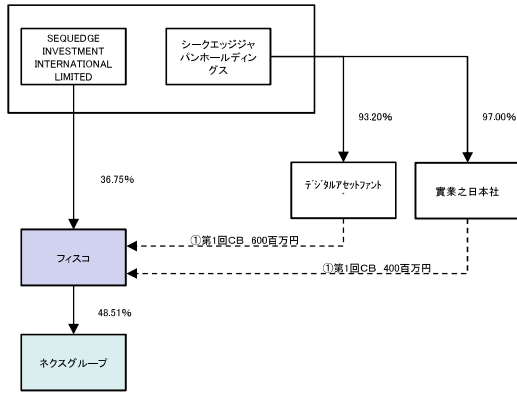 SEQUEDGE
INVESTMENT
INTERNATIONAL
LIMITED
シークエッジジャ
パンホールディン
グス
93.20%
97.00%
36.75%
デジタルアセットファンド
實業之日本社
フィスコ
①第1回CB 600百万円
①第1回CB 400百万円
48.51%
ネクスグループ